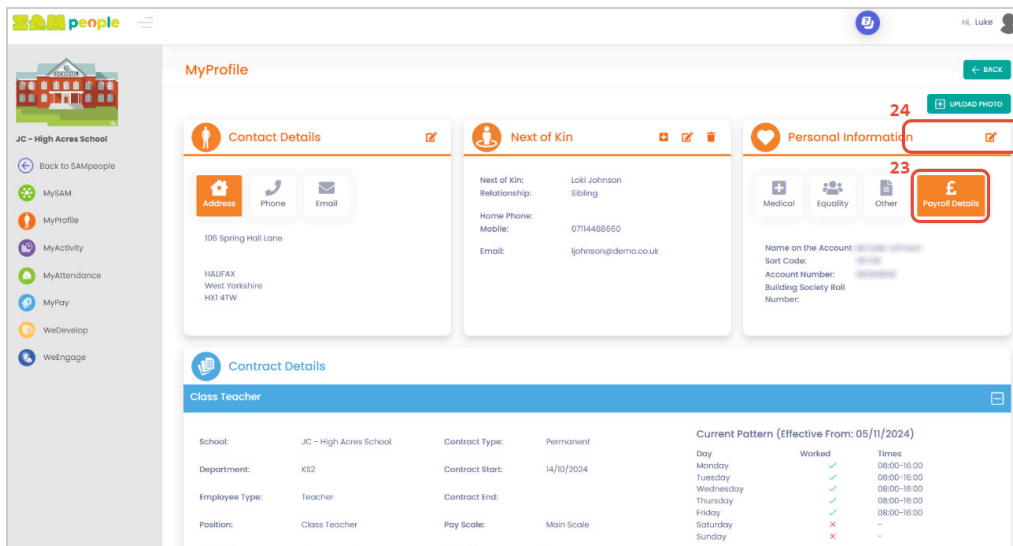 SAMpeople
Hi, Luke
SCHOOL
JC - High Acres School
Back to SAMpeople
MySAM
MyProfile
MyActivity
MyAttendance
MyPay
WeDevelop
WeEngage
MyProfile
← BACK
UPLOAD PHOTO
24
Contact Details
Address
Phone
Email
106 Spring Hall Lane
HALIFAX
West Yorkshire
HX1 4TW
Next of Kin
Next of Kin: Loki Johnson
Relationship: Sibling
Home Phone:
Mobile: 07114488660
Email: ljohnson@demo.co.uk
Personal Information
23
Medical
Equality
Other
£
Payroll Details
Name on the Account:
Sort Code:
Account Number:
Building Society Roll
Number:
Contract Details
Class Teacher
School: JC - High Acres School
Department: KS2
Employee Type: Teacher
Position: Class Teacher
Contract Type: Permanent
Contract Start: 14/10/2024
Contract End:
Pay Scale: Main Scale
Current Pattern (Effective From: 05/11/2024)
Day Worked Times
Monday ✓ 08:00-16:00
Tuesday ✓ 08:00-16:00
Wednesday ✓ 08:00-16:00
Thursday ✓ 08:00-16:00
Friday ✓ 08:00-16:00
Saturday × -
Sunday × -